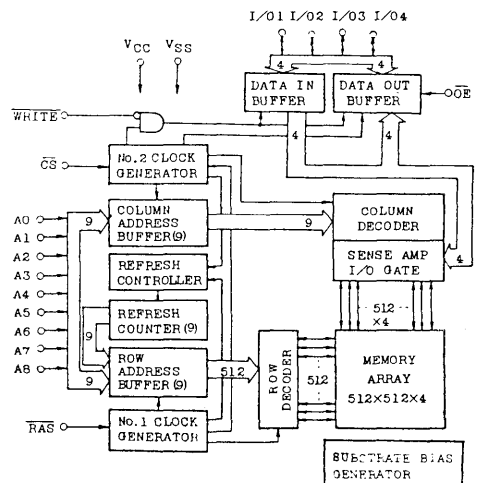 I/O1 I/O2 I/O3 I/O4
VCC VSS
4
4
DATA IN BUFFER
DATA OUT BUFFER
OE
WRITE
4
CS
No.2 CLOCK GENERATOR
A0
A1
A2
A3
A4
A5
A6
A7
A8
9
COLUMN ADDRESS BUFFER(9)
9
COLUMN DECODER
SENSE AMP I/O GATE
4
REFRESH CONTROLLER
REFRESH COUNTER(9)
512 ×4
9
9
ROW ADDRESS BUFFER(9)
512
ROW DECODER
512
MEMORY ARRAY 512×512×4
RAS
No.1 CLOCK GENERATOR
SUBSTRATE BIAS GENERATOR